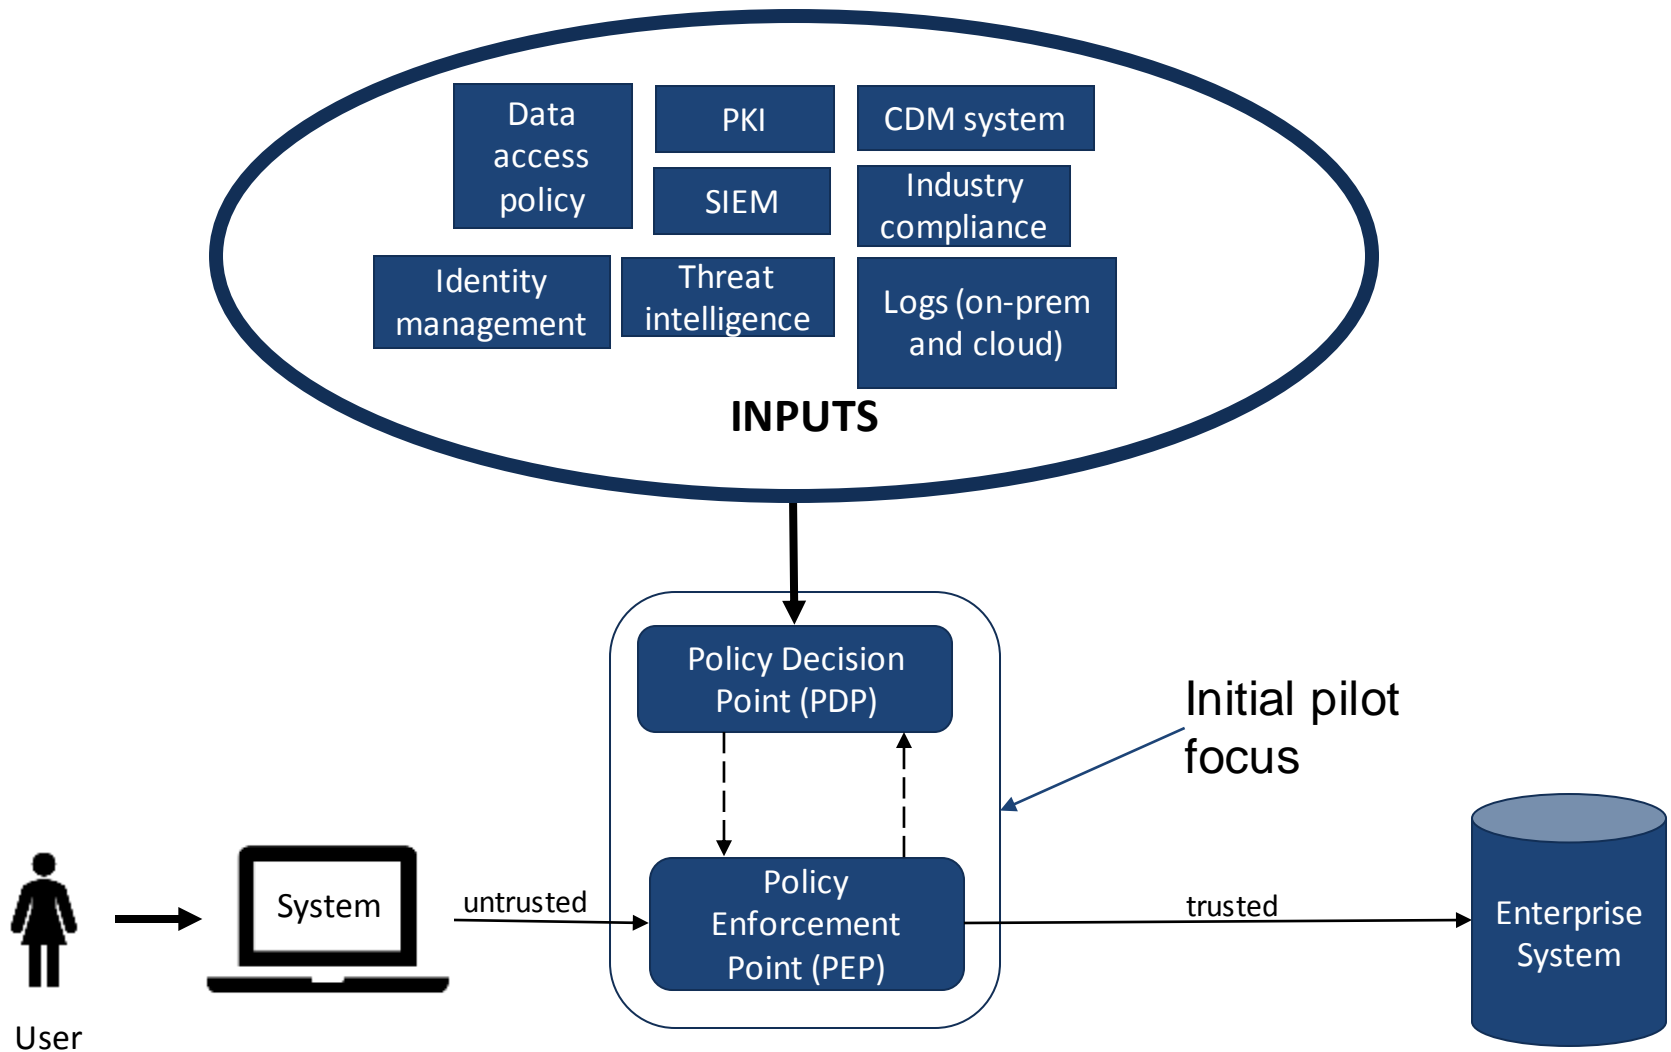 Data
access
policy
PKI
CDM system
SIEM
Industry
compliance
Identity
management
Threat
intelligence
Logs (on-prem
and cloud)
INPUTS
Policy Decision
Point (PDP)
Initial pilot
focus
System
untrusted
Policy
Enforcement
Point (PEP)
trusted
Enterprise
System
User